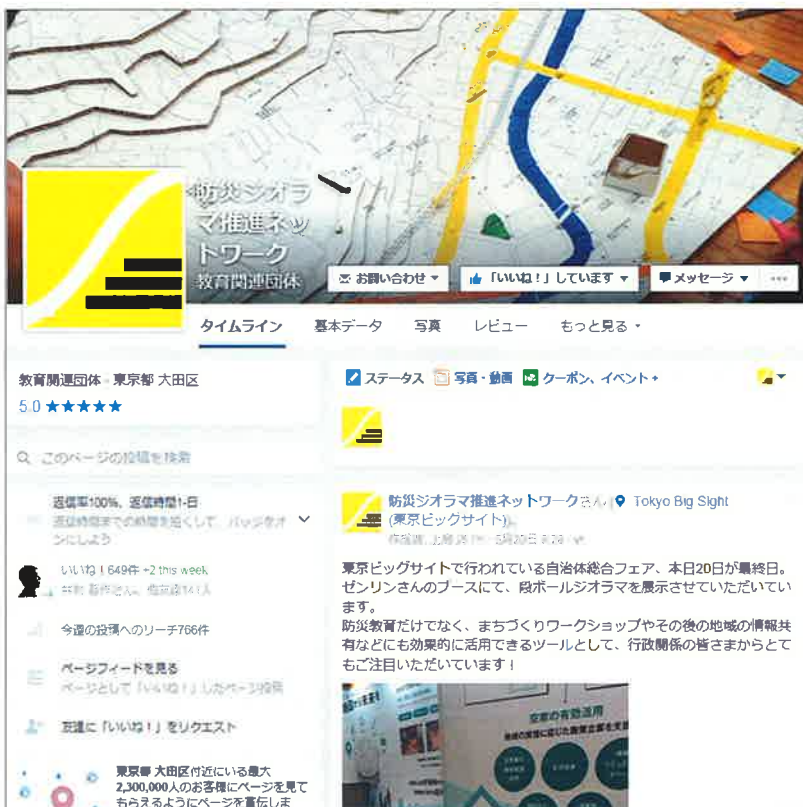 防災ジオラ
マ推進ネッ
トワーク
教育関連団体
お問い合わせ
「いいね！」しています
メッセージ
タイムライン
基本データ
写真
レビュー
もっと見る
教育関連団体・東京都 大田区
5.0 ★★★★★
このページの投稿を検索
返信率100%、返信時間1-日
返信時間までの時間を短くして、バッジをオ
ンにしよう
いいね！649件 +2 this week
今週の投稿へのリーチ766件
ページフィードを見る
ページとして「いいね！」したページ投稿
友達に「いいね！」をリクエスト
東京都 大田区付近にいる最大
2,300,000人のお客様にページを見て
もらえるようにページを宣伝しま
ステータス
写真・動画
クーポン、イベント+
防災ジオラマ推進ネットワークさん Tokyo Big Sight
(東京ビッグサイト)
東京ビッグサイトで行われている自治体総合フェア、本日20日が最終日。
ゼンリンさんのブースにて、段ボールジオラマを展示させていただいてい
ます。
防災教育だけでなく、まちづくりワークショップやその後の地域の情報共
有などにも効果的に活用できるツールとして、行政関係の皆さまからとて
もご注目いただいています！
空間の有効活用